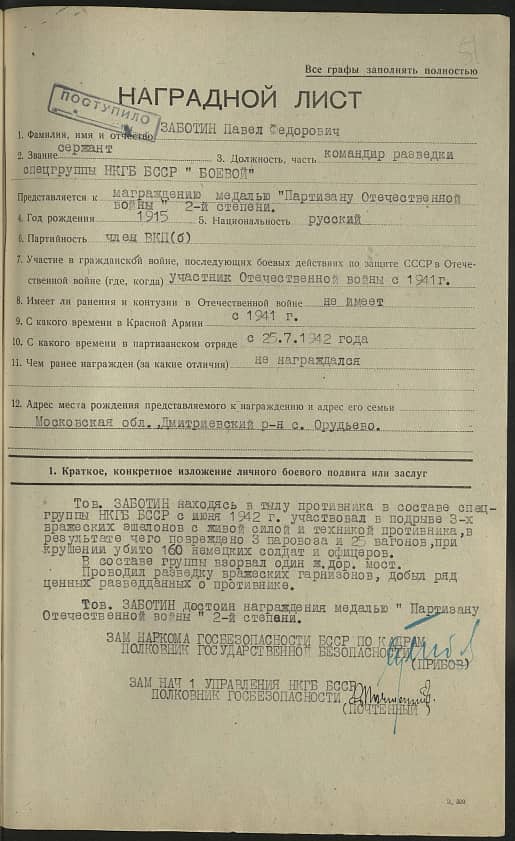 51
Все графы заполнять полностью
ПОСТУПИЛО
НАГРАДНОЙ ЛИСТ
1. Фамилия, имя и отчество ЗАБОТИН Павел Федорович
2. Звание сержант 3. Должность, часть командир разведки
спецгруппы НКГБ БССР " БОЕВОЙ"
Представляется к награждению медалью "Партизану Отечественной
войны " 2-й степени.
4. Год рождения 1915 5. Национальность русский
6. Партийность член ВКП(б)
7. Участие в гражданской войне, последующих боевых действиях по защите СССР в Отече-
ственной войне (где, когда) участник Отечественной войны с 1941г.
8. Имеет ли ранения и контузии в Отечественной войне не имеет
9. С какого времени в Красной Армии с 1941 г.
10. С какого времени в партизанском отряде с 25.7.1942 года
11. Чем ранее награжден (за какие отличия) не награждался
12. Адрес места рождения представляемого к награждению и адрес его семьи
Московская обл. Дмитриевский р-н с. Орудьево.
1. Краткое, конкретное изложение личного боевого подвига или заслуг
Тов. ЗАБОТИН находясь в тылу противника в составе спец-
группы НКГБ БССР с июня 1942 г. участвовал в подрыве 3-х
вражеских эшелонов с живой силой и техникой противника, в
результате чего повреждено 3 паровоза и 25 вагонов, при
крушении убито 160 немецких солдат и офицеров.
В составе группы взорвал один ж.дор. мост.
Проводил разведку вражеских гарнизонов, добыл ряд
ценных разведданных о противнике.
Тов. ЗАБОТИН достоин награждения медалью " Партизану
Отечественной войны " 2-й степени.
ЗАМ НАРКОМА ГОСБЕЗОПАСНОСТИ БССР ПО КАДРАМ
ПОЛКОВНИК ГОСУДАРСТВЕННОЙ БЕЗОПАСНОСТИ
(ПРИБОВ)
ЗАМ НАЧ 1 УПРАВЛЕНИЯ НКГБ БССР
ПОЛКОВНИК ГОСБЕЗОПАСНОСТИ
(ПОЧТЕННЫЙ )